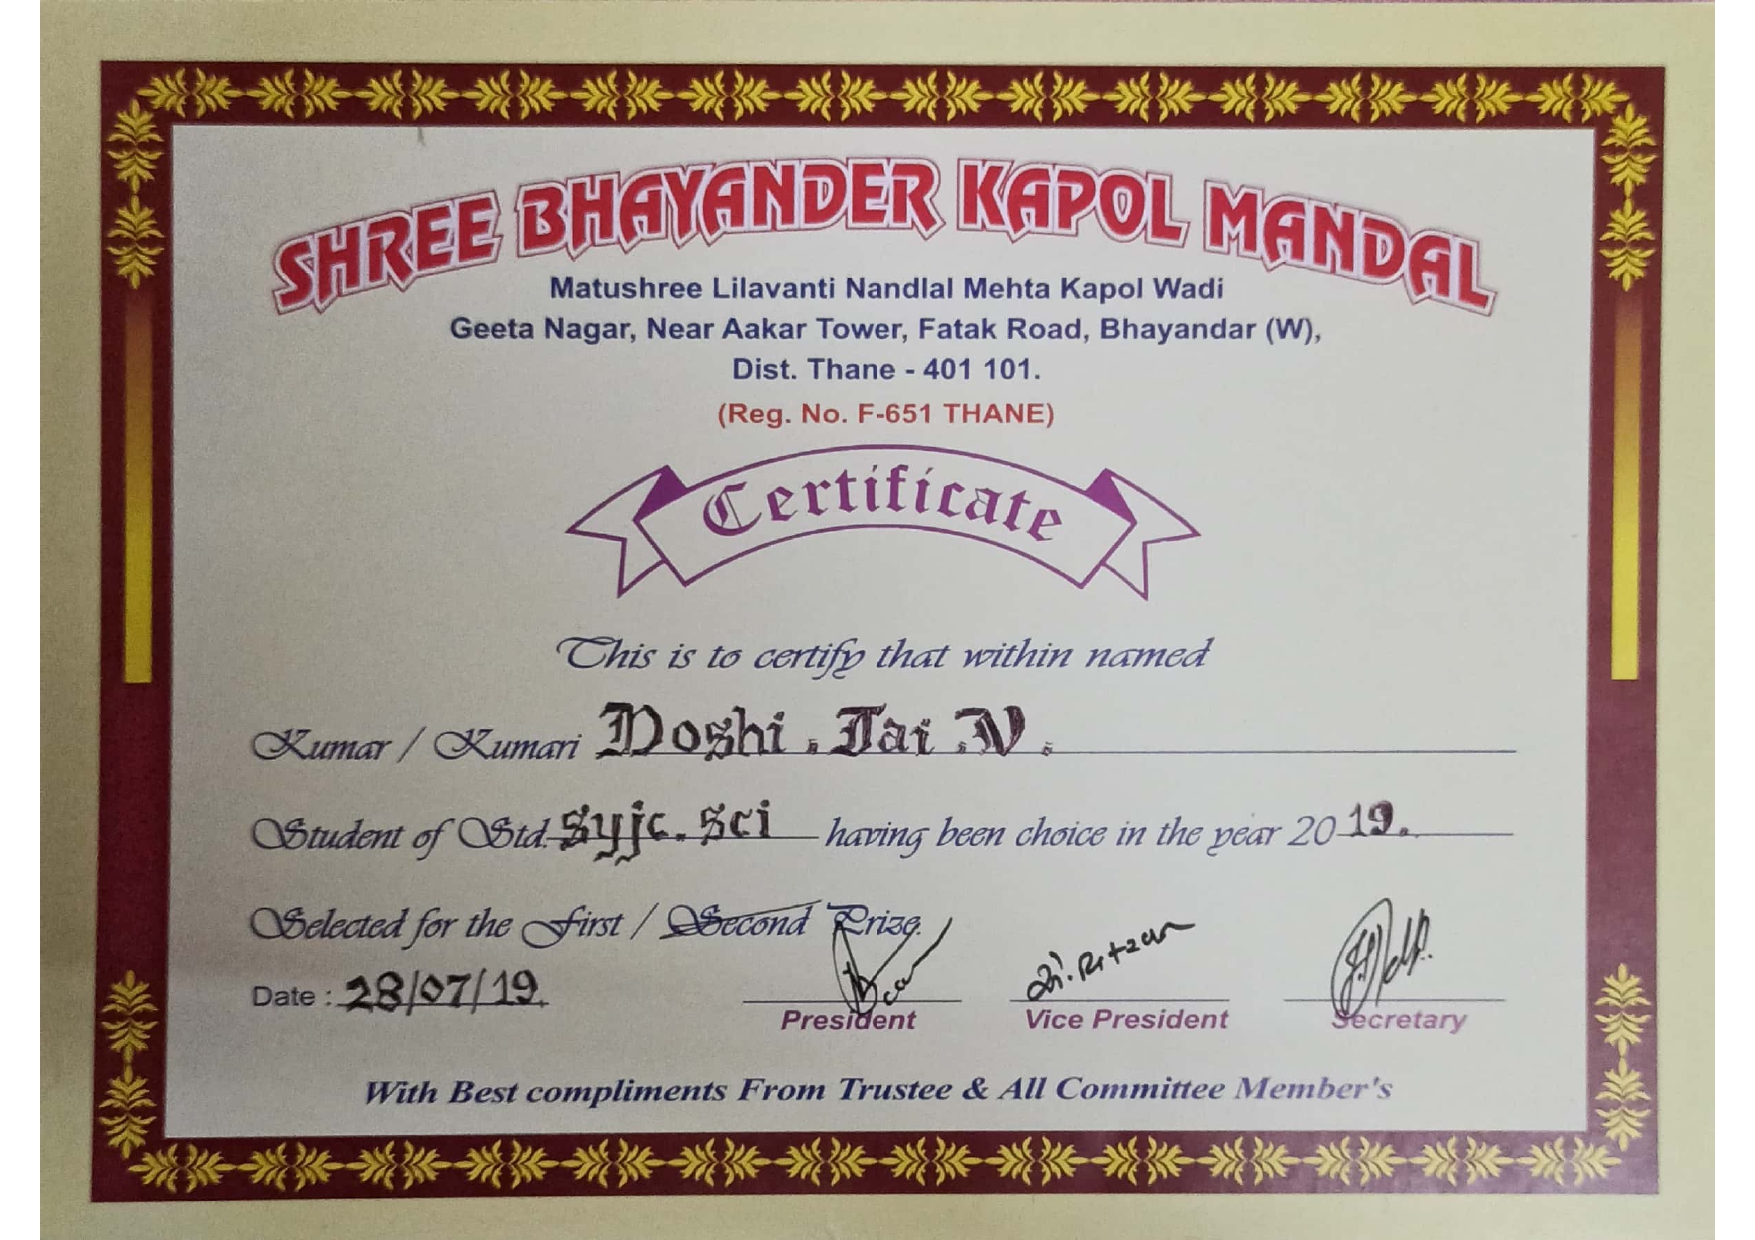 SHREE BHAYANDER KAPOL MANDAL
Matushree Lilavanti Nandlal Mehta Kapol Wadi
Geeta Nagar, Near Aakar Tower, Fatak Road, Bhayandar (W),
Dist. Thane - 401 101.
(Reg. No. F-651 THANE)
Certificate
This is to certify that within named
Kumar / Kumari Doshi . Jai . V .
Student of Std. Syjc. Sci having been choice in the year 20 19.
Selected for the First / Second Prize.
Date : 28/07/19.
President Vice President Secretary
With Best compliments From Trustee & All Committee Member's